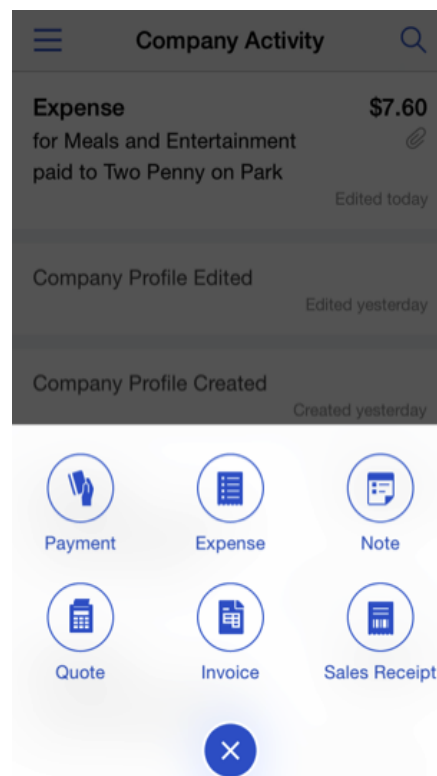 Company Activity
Expense $7.60
for Meals and Entertainment
paid to Two Penny on Park
Edited today
Company Profile Edited
Edited yesterday
Company Profile Created
Created yesterday
Payment Expense Note
Quote Invoice Sales Receipt